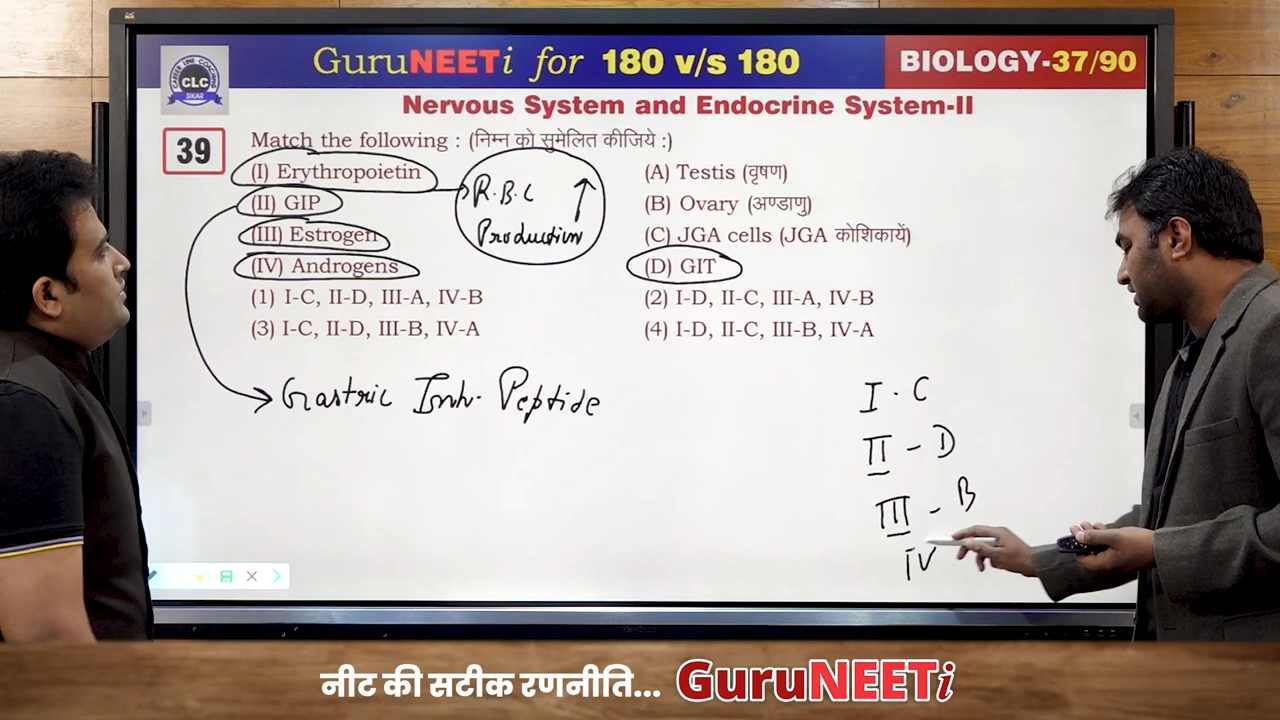 GuruNEETi for 180 v/s 180
BIOLOGY-37/90
CAREER LINE COACHING
CLC
SIKAR
Nervous System and Endocrine System-II
39
Match the following : (निम्न को सुमेलित कीजिये :)
(I) Erythropoietin
(A) Testis (वृषण)
(II) GIP
(B) Ovary (अण्डाणु)
(III) Estrogen
(C) JGA cells (JGA कोशिकायें)
(IV) Androgens
(D) GIT
R.B.C
Production
(1) I-C, II-D, III-A, IV-B
(2) I-D, II-C, III-A, IV-B
(3) I-C, II-D, III-B, IV-A
(4) I-D, II-C, III-B, IV-A
Gastric Inh. Peptide
I . C
II - D
III - B
IV
नीट की सटीक रणनीति... GuruNEETi